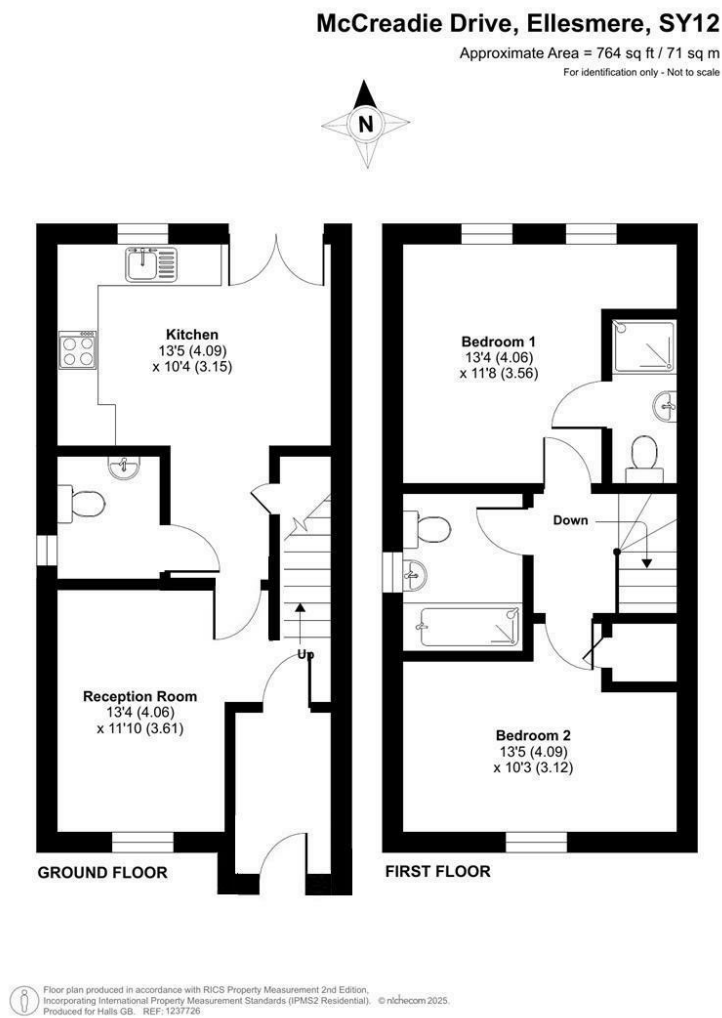 McCreadie Drive, Ellesmere, SY12
Approximate Area = 764 sq ft / 71 sq m
For identification only - Not to scale
N
Kitchen
13'5 (4.09)
x 10'4 (3.15)
Up
Reception Room
13'4 (4.06)
x 11'10 (3.61)
GROUND FLOOR
Bedroom 1
13'4 (4.06)
x 11'8 (3.56)
Down
Bedroom 2
13'5 (4.09)
x 10'3 (3.12)
FIRST FLOOR
Floor plan produced in accordance with RICS Property Measurement 2nd Edition,
Incorporating International Property Measurement Standards (IPMS2 Residential). © nichecom 2025.
Produced for Halls GB. REF: 1237726